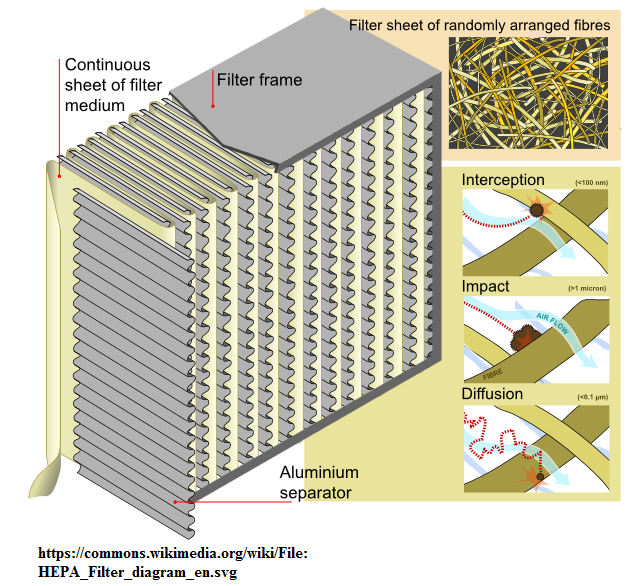 Filter sheet of randomly arranged fibres
Continuous
sheet of filter
medium
Filter frame
Interception (<100 nm)
Impact (>1 micron)
AIR FLOW
FIBRE
Diffusion (<0.1 µm)
Aluminium
separator
https://commons.wikimedia.org/wiki/File:
HEPA_Filter_diagram_en.svg